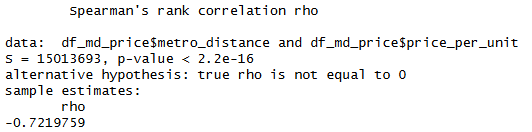 Spearman's rank correlation rho
data:  df_md_price$metro_distance and df_md_price$price_per_unit
S = 15013693, p-value < 2.2e-16
alternative hypothesis: true rho is not equal to 0
sample estimates:
rho
-0.7219759